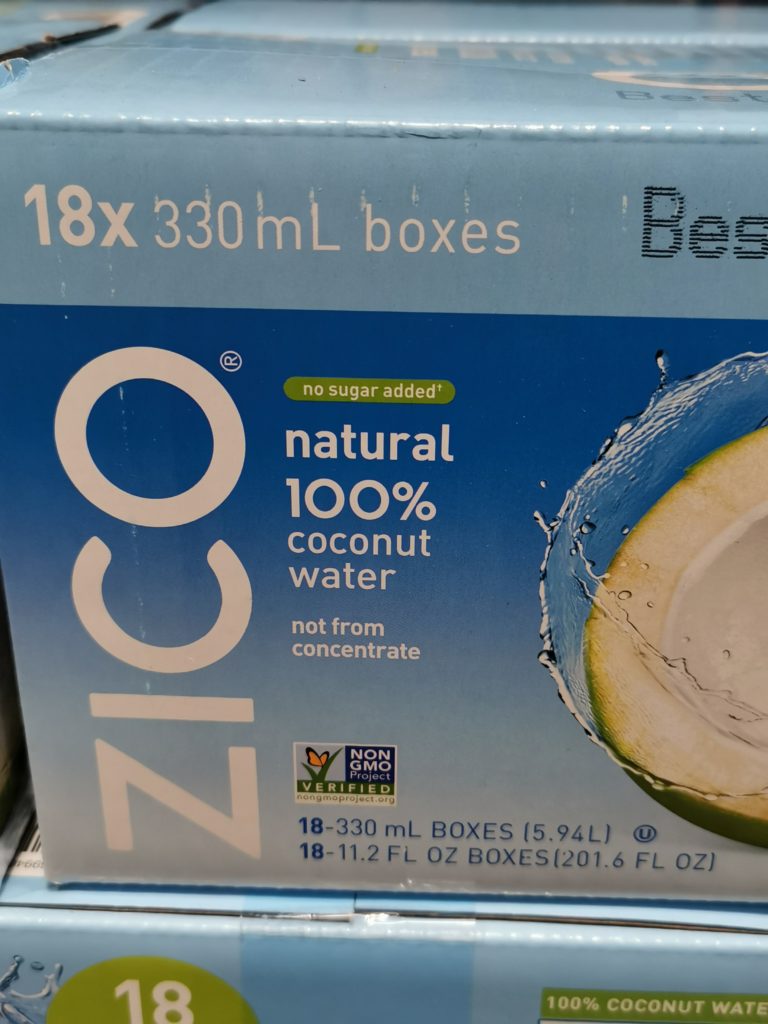 Best
18x 330mL boxes
Bes
ZICO®
no sugar added†
natural
100%
coconut
water
not from
concentrate
NON
GMO
Project
VERIFIED
nongmoproject.org
18-330 mL BOXES (5.94L) Ⓤ
18-11.2 FL OZ BOXES(201.6 FL OZ)
18
100% COCONUT WATE